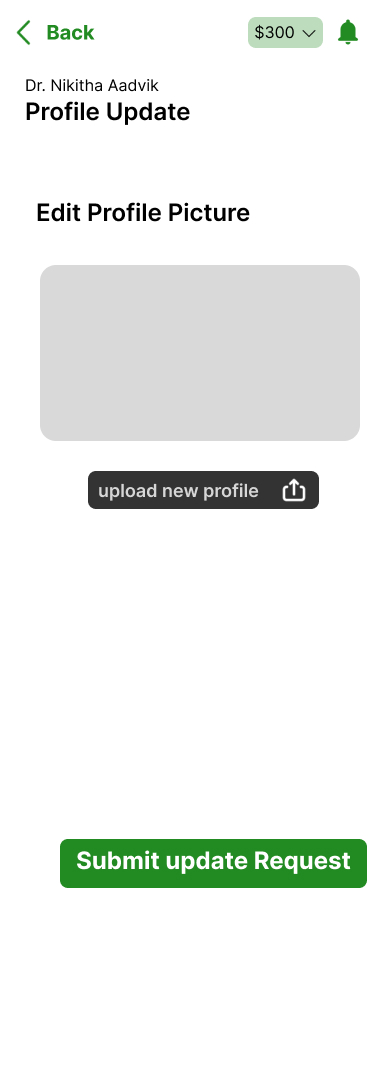 Back
$300
Dr. Nikitha Aadvik
Profile Update
Edit Profile Picture
upload new profile
Submit update Request